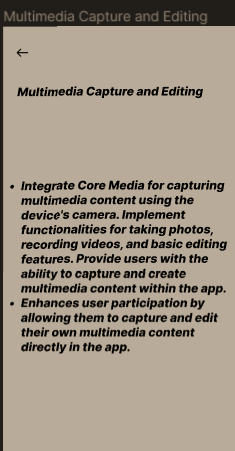 Multimedia Capture and Editing
←
Multimedia Capture and Editing
• Integrate Core Media for capturing
multimedia content using the
device's camera. Implement
functionalities for taking photos,
recording videos, and basic editing
features. Provide users with the
ability to capture and create
multimedia content within the app.
• Enhances user participation by
allowing them to capture and edit
their own multimedia content
directly in the app.